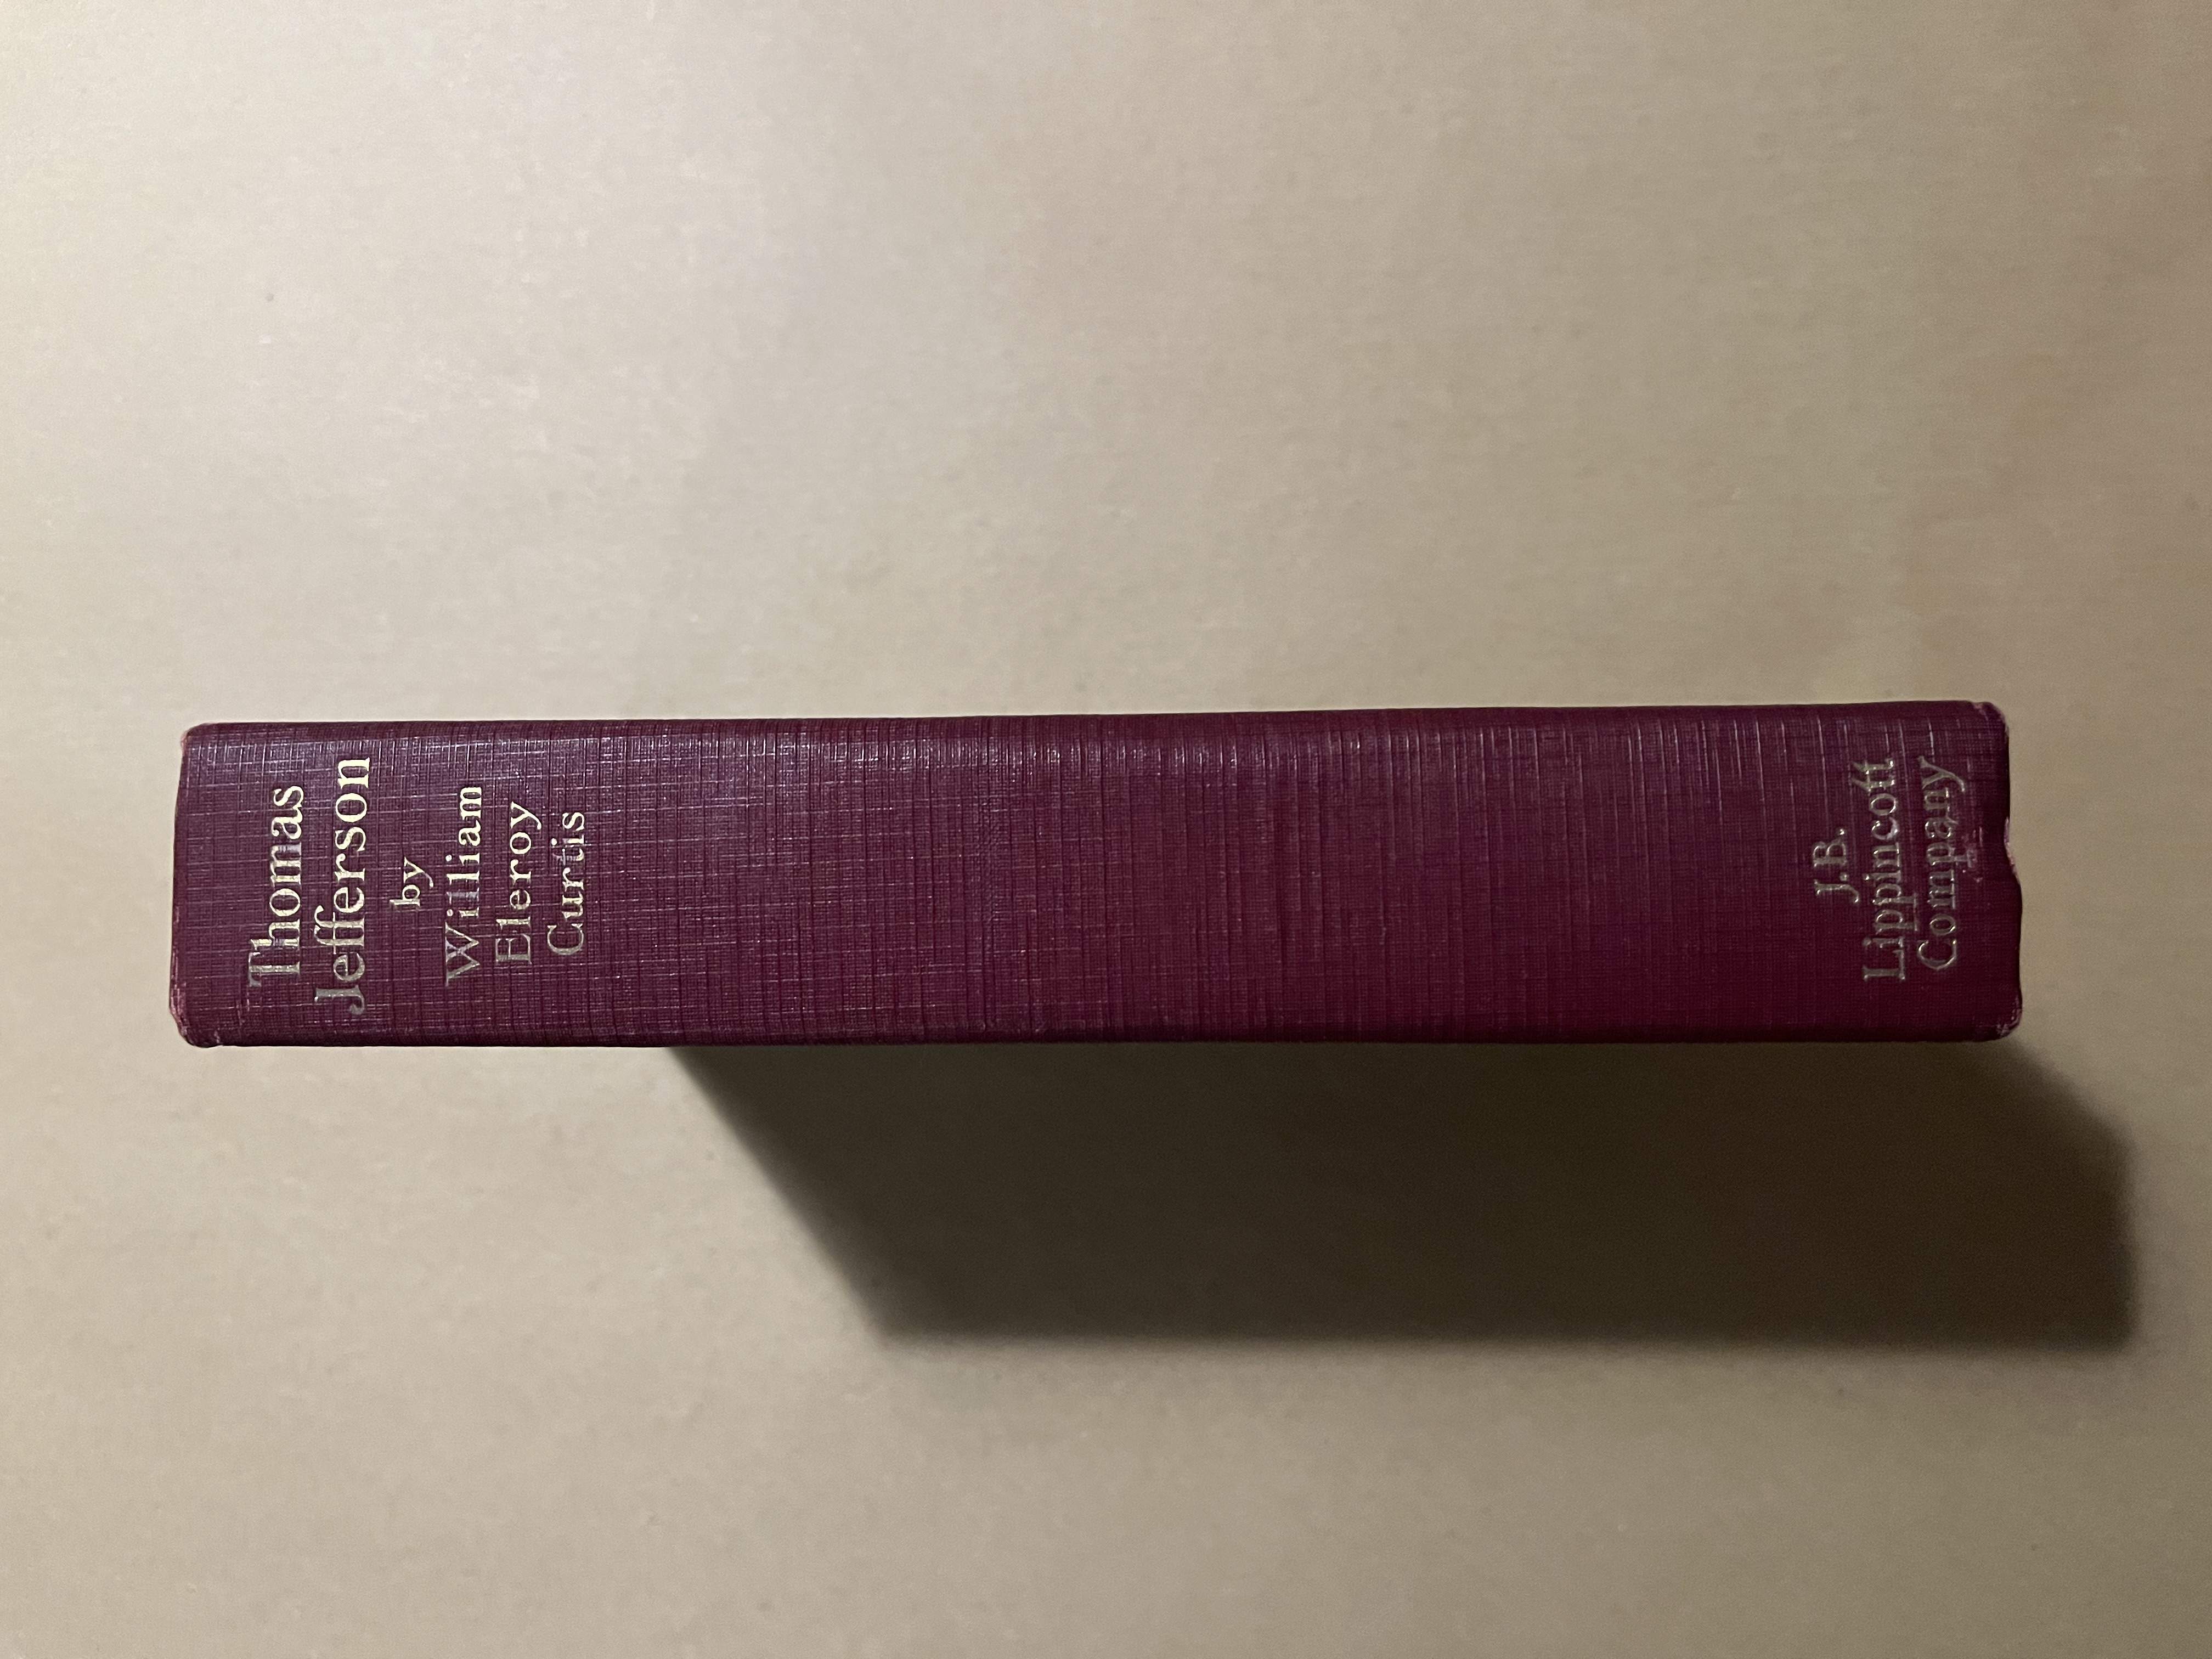 Thomas
Jefferson
by
William
Eleroy
Curtis
J.B.
Lippincott
Company